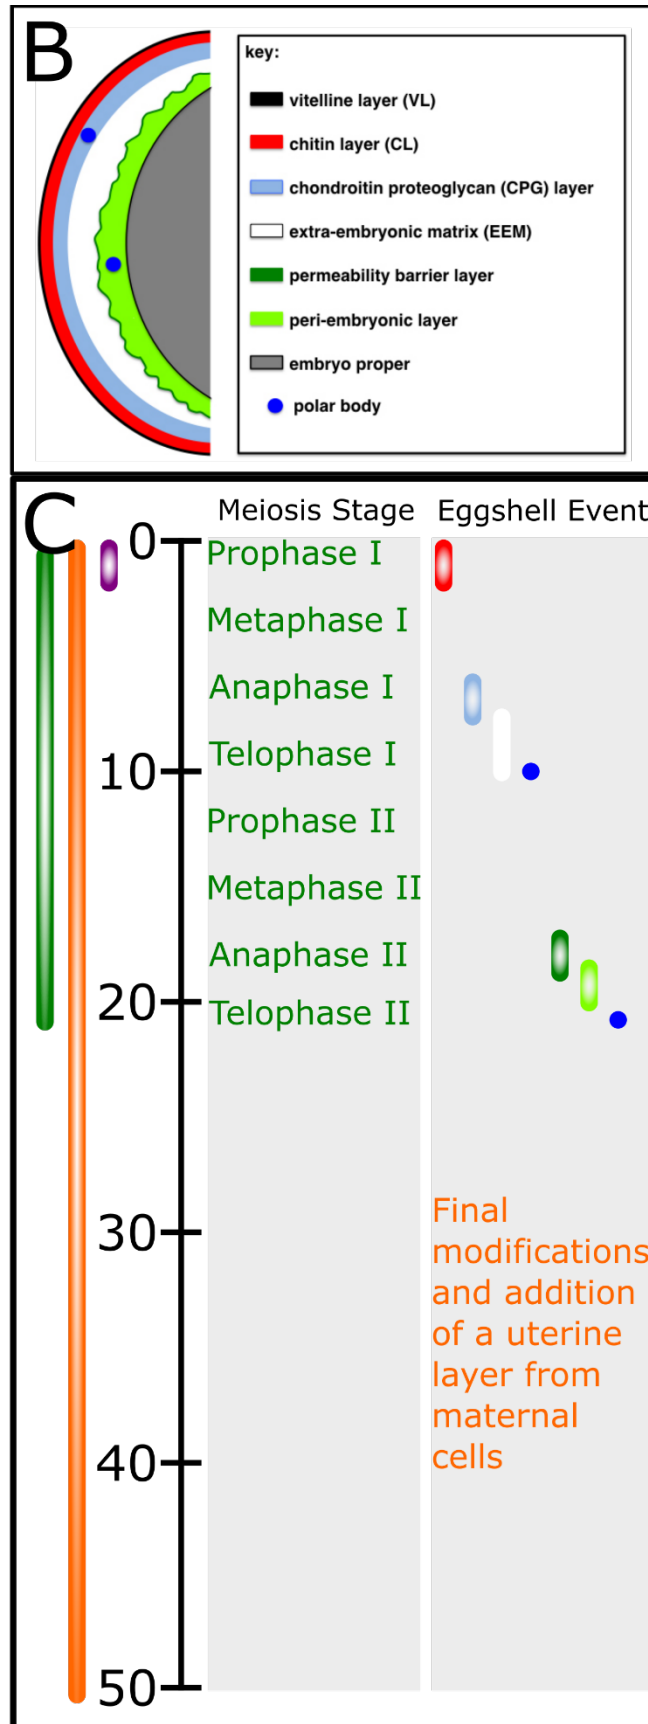 B
key:
vitelline layer (VL)
chitin layer (CL)
chondroitin proteoglycan (CPG) layer
extra-embryonic matrix (EEM)
permeability barrier layer
peri-embryonic layer
embryo proper
polar body
C
Meiosis Stage Eggshell Event
0 Prophase I
Metaphase I
Anaphase I
Telophase I
10
Prophase II
Metaphase II
Anaphase II
20
Telophase II
30
Final
modifications
and addition
of a uterine
layer from
maternal
cells
40
50